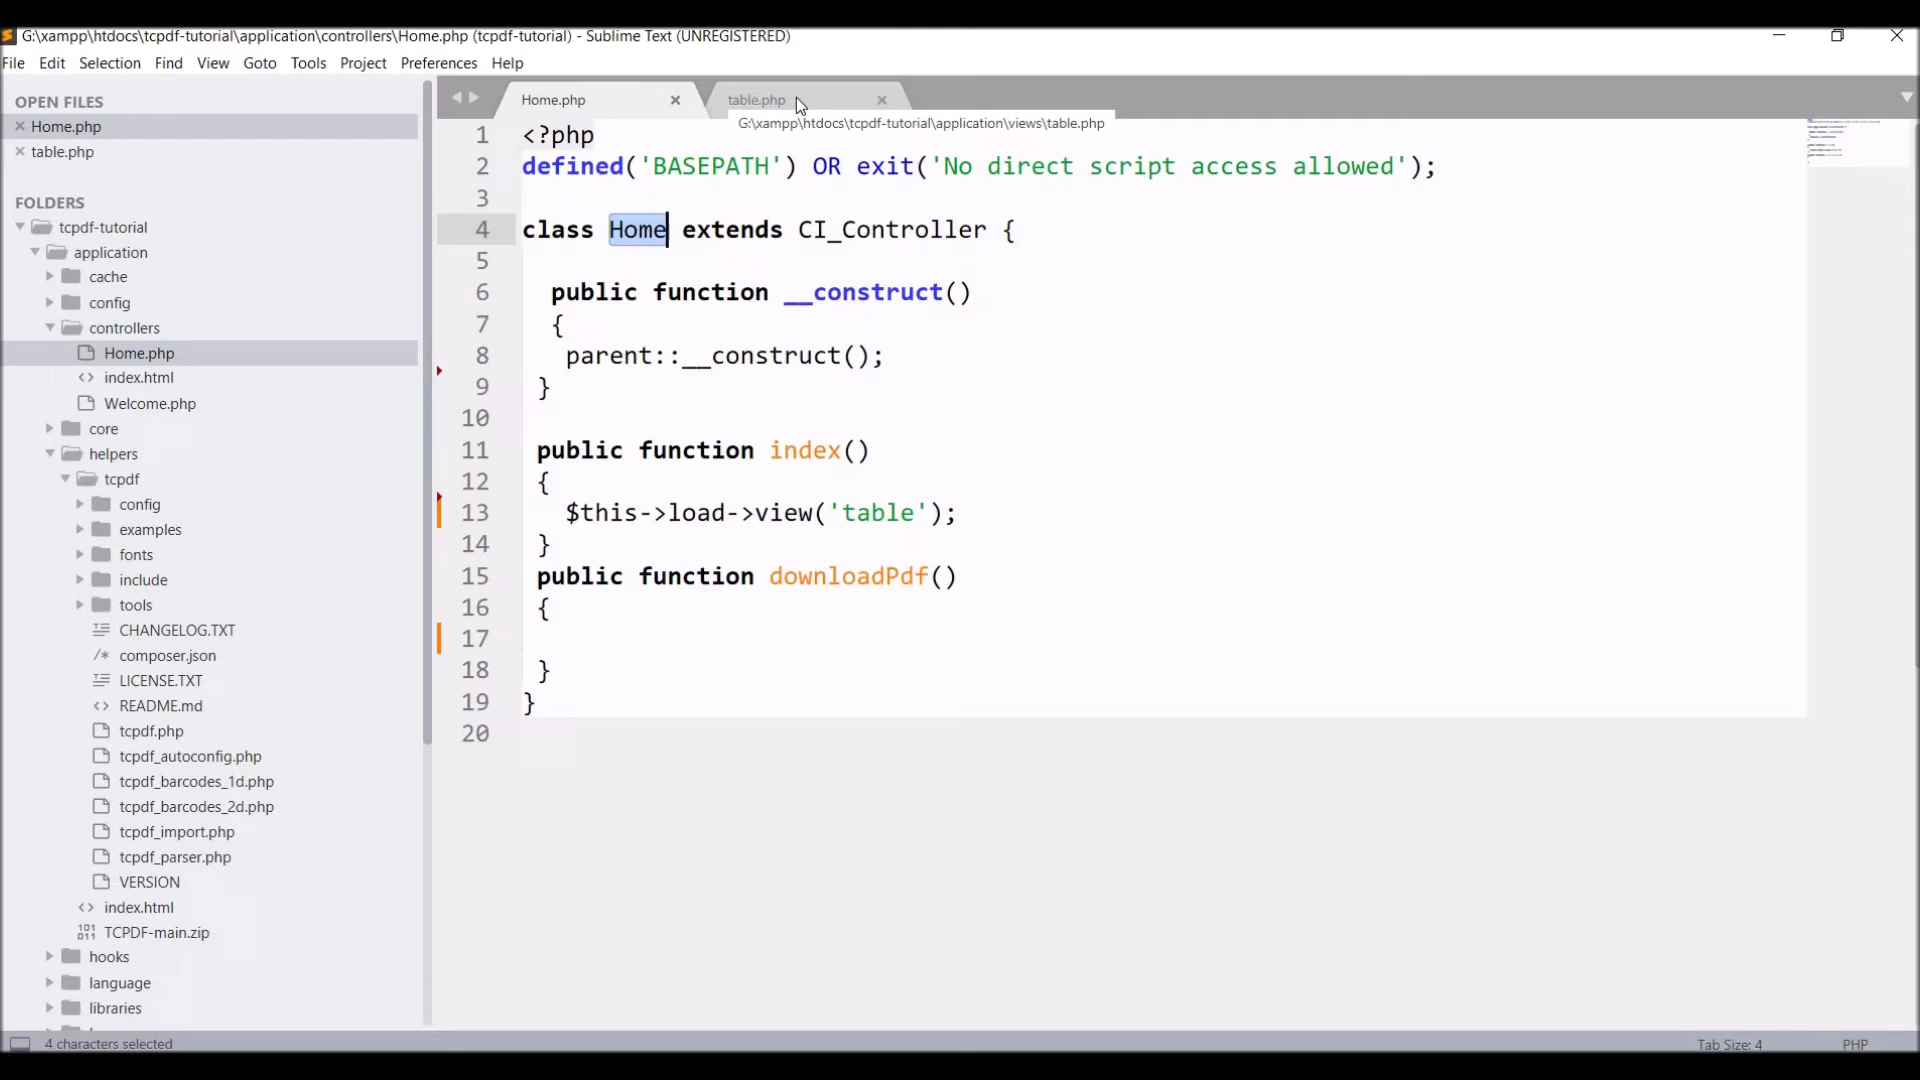 G:\xampp\htdocs\tcpdf-tutorial\application\controllers\Home.php (tcpdf-tutorial) - Sublime Text (UNREGISTERED)
File Edit Selection Find View Goto Tools Project Preferences Help
OPEN FILES
Home.php
table.php
FOLDERS
tcpdf-tutorial
application
cache
config
controllers
Home.php
index.html
Welcome.php
core
helpers
tcpdf
config
examples
fonts
include
tools
CHANGELOG.TXT
/* composer.json
LICENSE.TXT
<> README.md
tcpdf.php
tcpdf_autoconfig.php
tcpdf_barcodes_1d.php
tcpdf_barcodes_2d.php
tcpdf_import.php
tcpdf_parser.php
VERSION
<> index.html
TCPDF-main.zip
hooks
language
libraries
Home.php table.php
G:\xampp\htdocs\tcpdf-tutorial\application\views\table.php
1 <?php
2 defined('BASEPATH') OR exit('No direct script access allowed');
3
4 class Home extends CI_Controller {
5
6 public function __construct()
7 {
8 parent::__construct();
9 }
10
11 public function index()
12 {
13 $this->load->view('table');
14 }
15 public function downloadPdf()
16 {
17
18 }
19 }
20
4 characters selected
Tab Size: 4
PHP